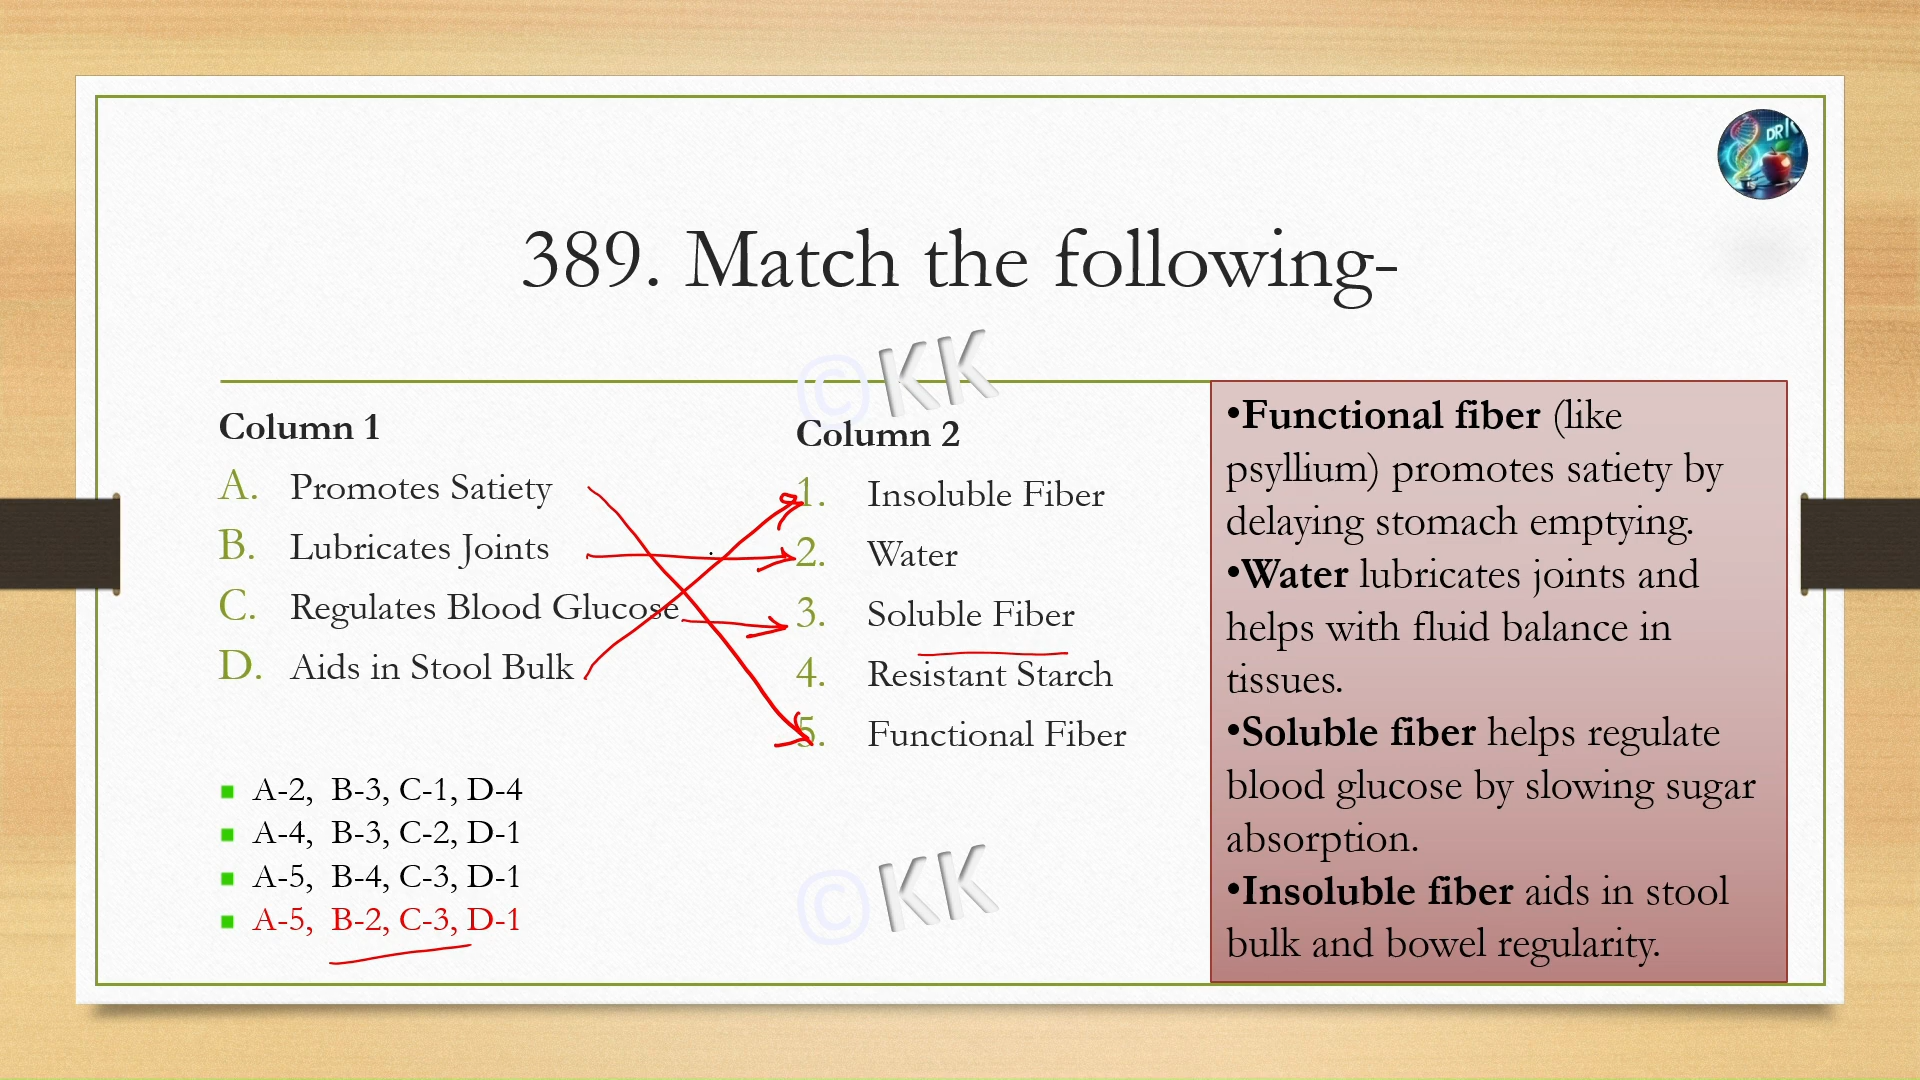 DR K
389. Match the following-
©KK
Column 1
A. Promotes Satiety
B. Lubricates Joints
C. Regulates Blood Glucose
D. Aids in Stool Bulk
Column 2
1. Insoluble Fiber
2. Water
3. Soluble Fiber
4. Resistant Starch
5. Functional Fiber
A-2, B-3, C-1, D-4
A-4, B-3, C-2, D-1
A-5, B-4, C-3, D-1
A-5, B-2, C-3, D-1
©KK
•Functional fiber (like
psyllium) promotes satiety by
delaying stomach emptying.
•Water lubricates joints and
helps with fluid balance in
tissues.
•Soluble fiber helps regulate
blood glucose by slowing sugar
absorption.
•Insoluble fiber aids in stool
bulk and bowel regularity.